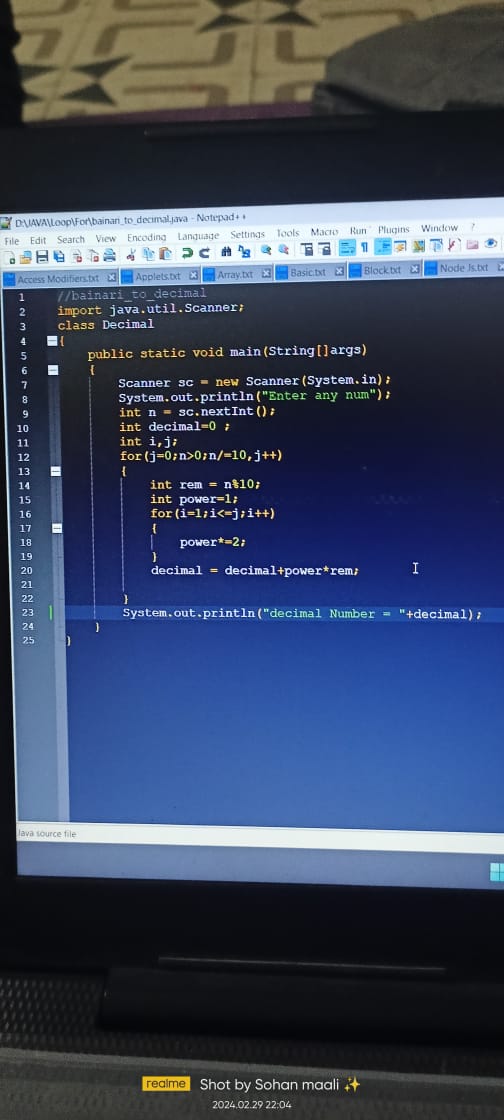 D:\JAVA\Loop\For\bainari_to_decimal.java - Notepad++
File Edit Search View Encoding Language Settings Tools Macro Run Plugins Window ?
Access Modifiers.txt Applets.txt Array.txt Basic.txt Block.txt Node Js.txt
1 //bainari_to_decimal
2 import java.util.Scanner;
3 class Decimal
4 {
5 public static void main(String[]args)
6 {
7 Scanner sc = new Scanner(System.in);
8 System.out.println("Enter any num");
9 int n = sc.nextInt();
10 int decimal=0 ;
11 int i,j;
12 for(j=0;n>0;n/=10,j++)
13 {
14 int rem = n%10;
15 int power=1;
16 for(i=1;i<=j;i++)
17 {
18 power*=2;
19 }
20 decimal = decimal+power*rem;
21
22 }
23 System.out.println("decimal Number = "+decimal);
24 }
25 }
Java source file
realme Shot by Sohan maali ✨
2024.02.29 22:04